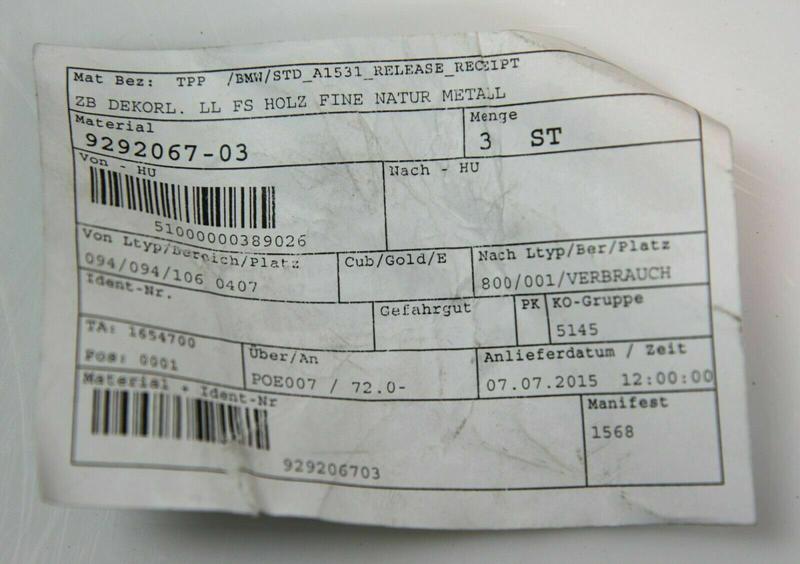 Mat Bez: TPP /BMW/STD_A1531_RELEASE_RECEIPT
ZB DEKORL. LL FS HOLZ FINE NATUR METALL
Material
9292067-03
Menge
3 ST
Von - HU
51000000389026
Nach - HU
Von Ltyp/Bereich/Platz
094/094/106 0407
Cub/Gold/E
Nach Ltyp/Ber/Platz
800/001/VERBRAUCH
Ident-Nr.
Gefahrgut
PK
KO-Gruppe
5145
TA: 1654700
Pos: 0001
Über/An
POE007 / 72.0-
Anlieferdatum / Zeit
07.07.2015 12:00:00
Material + Ident-Nr
929206703
Manifest
1568